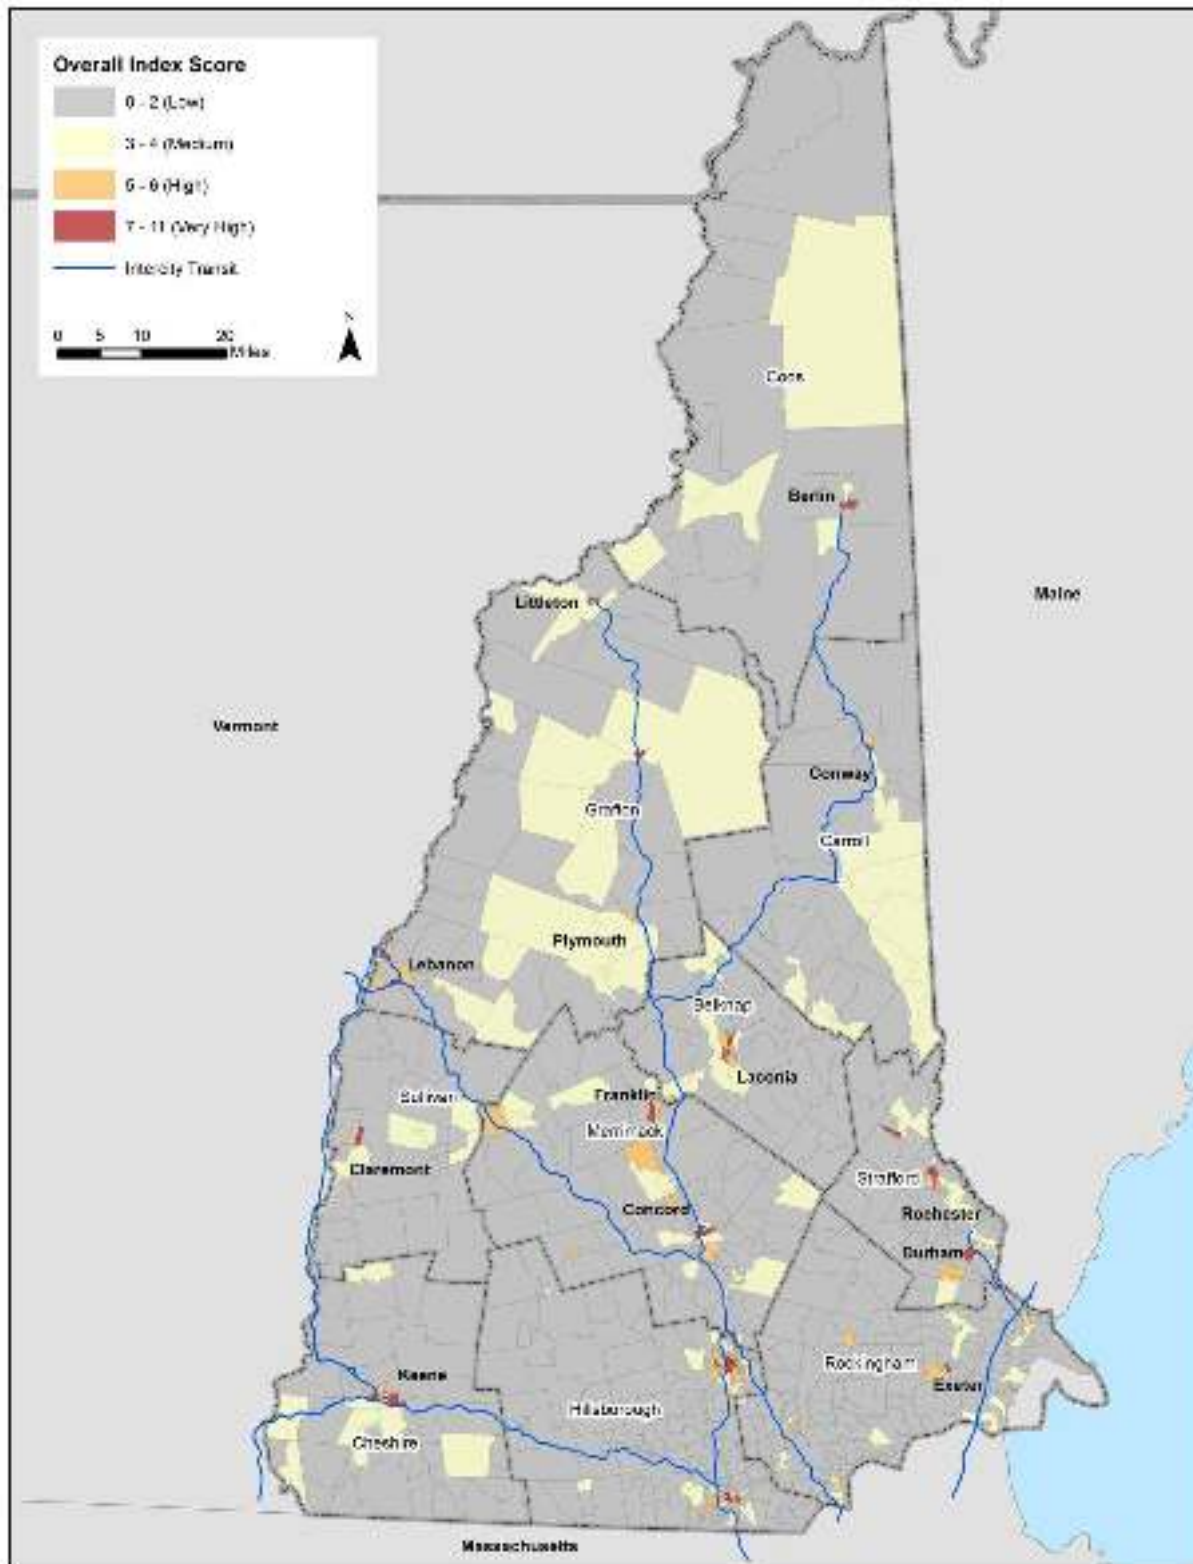 Overall Index Score
0 - 2 (Low)
3 - 4 (Medium)
5 - 6 (High)
7 - 11 (Very High)
Intercity Transit
N
0 5 10 20
Miles
Coos
Berlin
Littleton
Maine
Vermont
Conway
Grafton
Carroll
Plymouth
Lebanon
Belknap
Laconia
Sullivan
Franklin
Merrimack
Claremont
Strafford
Concord
Rochester
Durham
Rockingham
Keene
Exeter
Hillsborough
Cheshire
Massachusetts